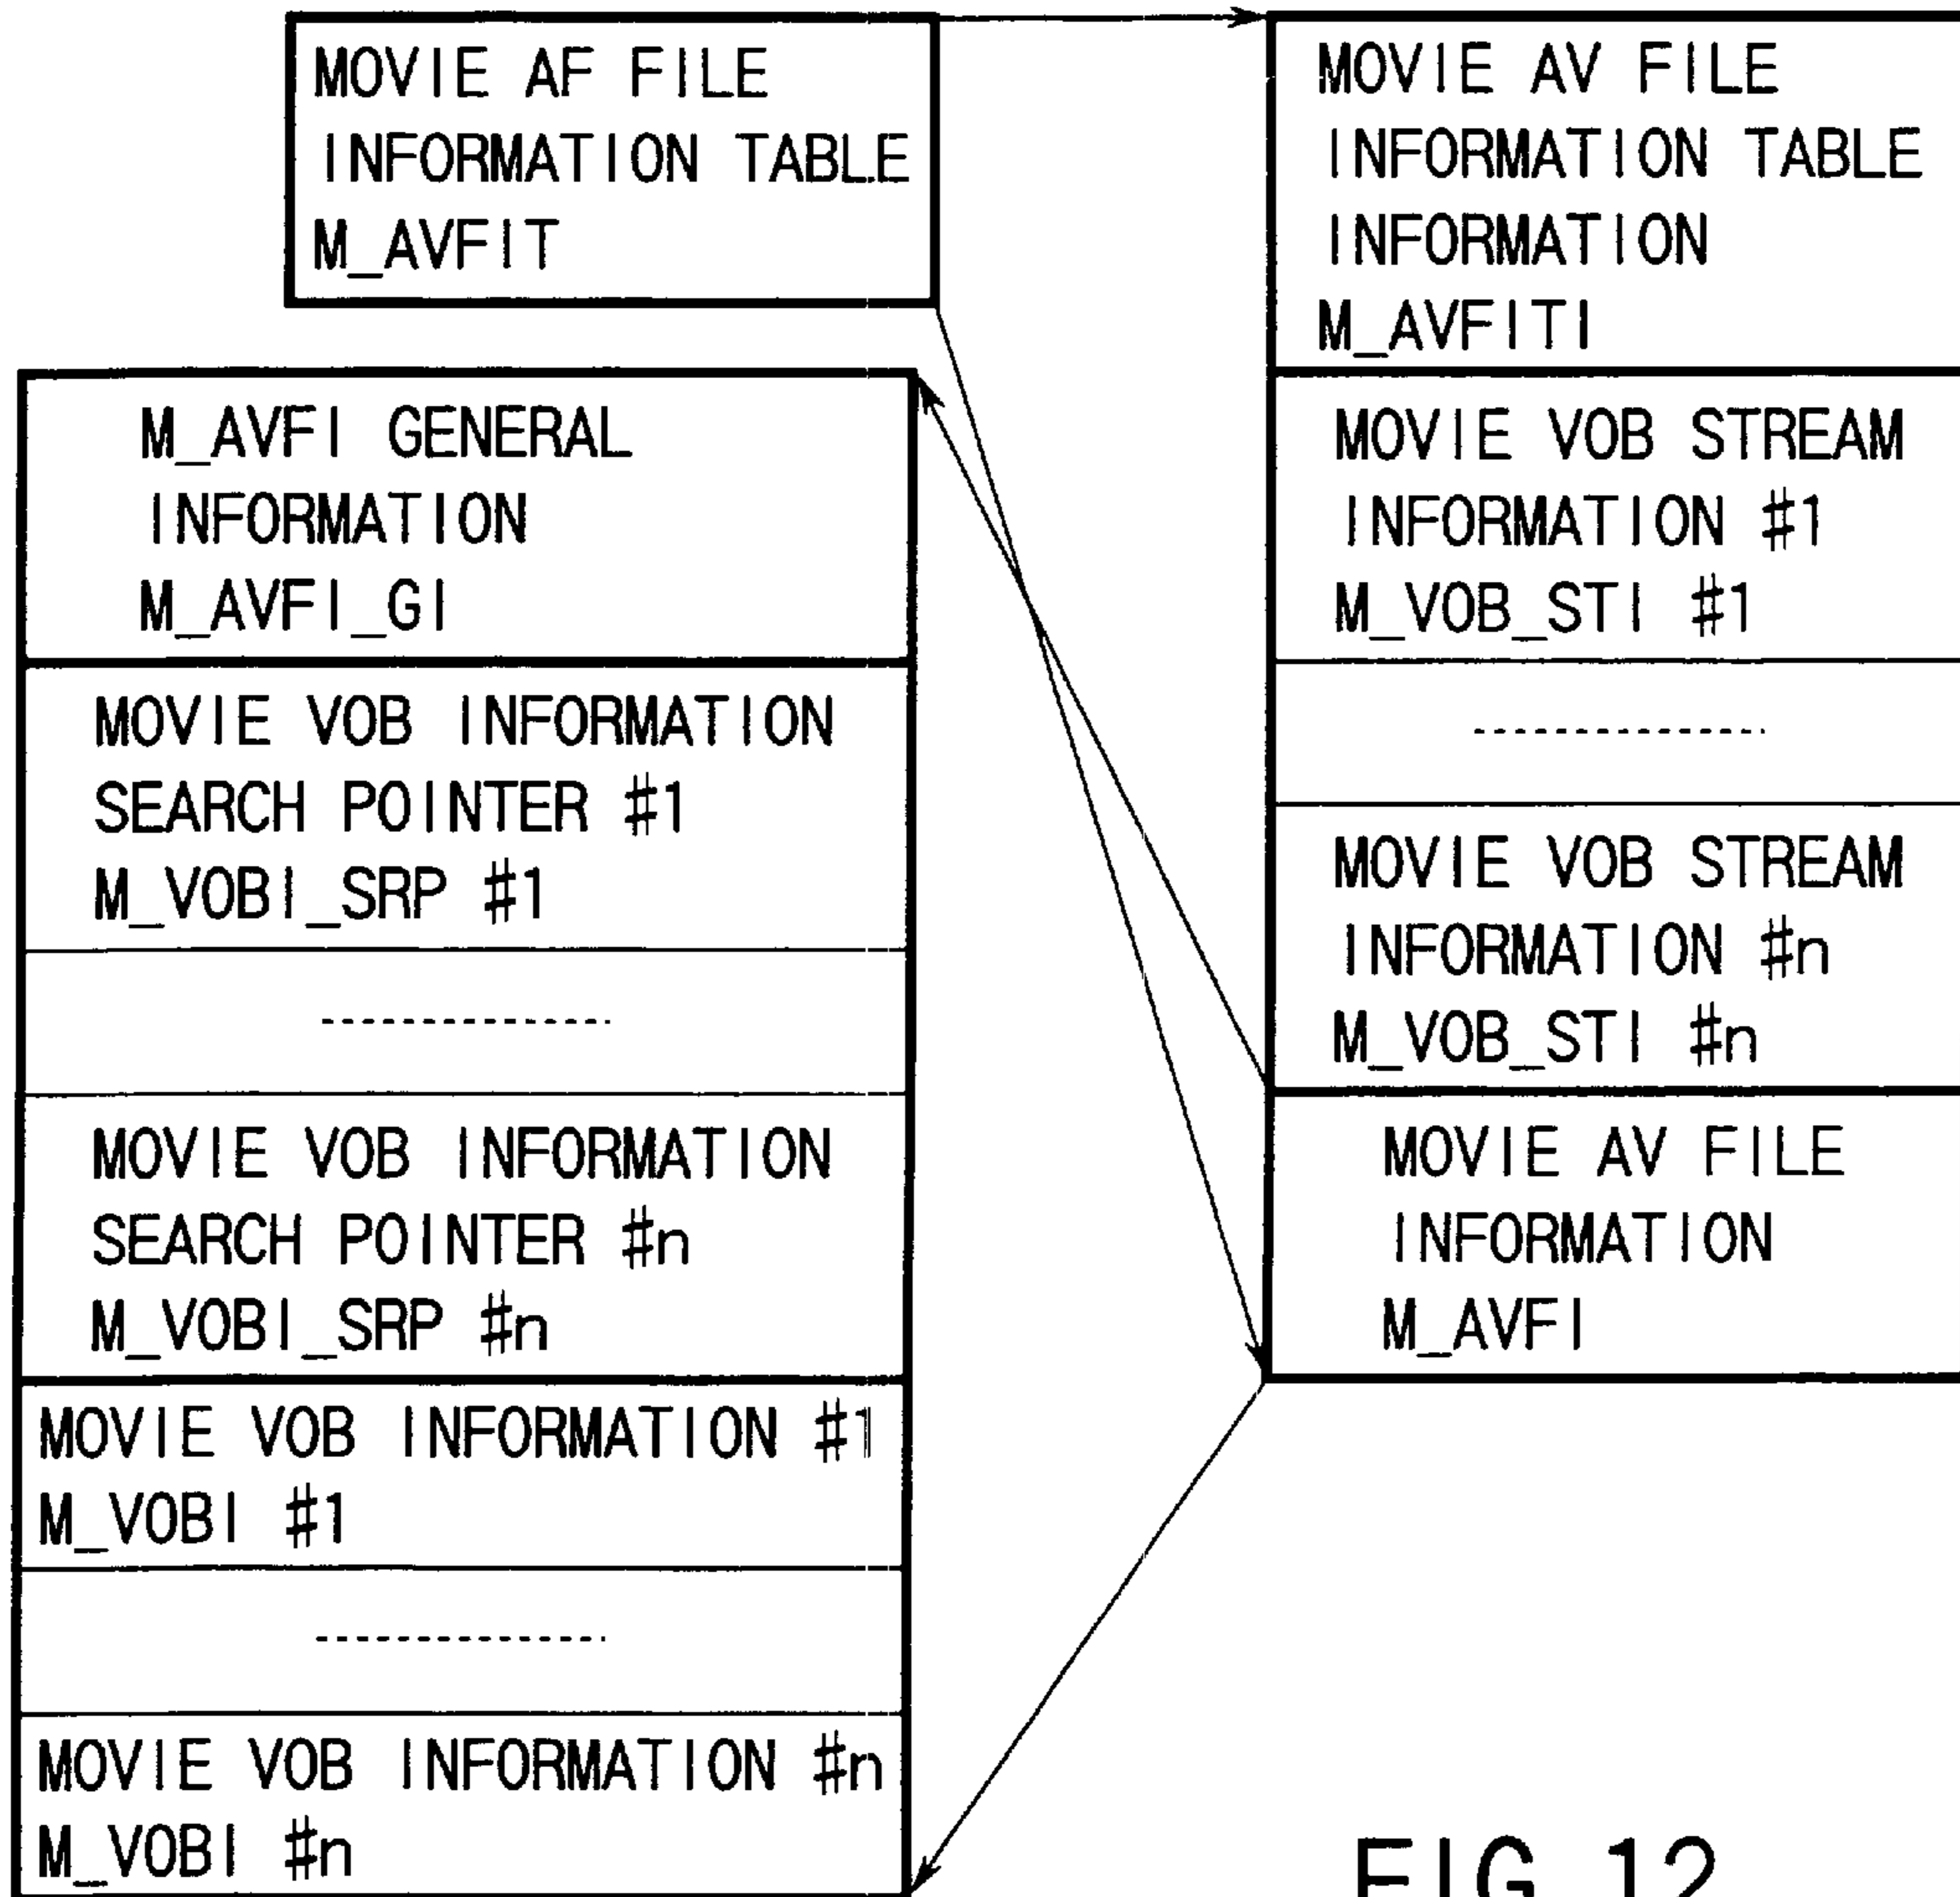 MOVIE AF FILE
INFORMATION TABLE
M_AVFIT
MOVIE AV FILE
INFORMATION TABLE
INFORMATION
M_AVFITI
MOVIE VOB STREAM
INFORMATION #1
M_VOB_STI #1
MOVIE VOB STREAM
INFORMATION #n
M_VOB_STI #n
MOVIE AV FILE
INFORMATION
M_AVFI
M_AVFI GENERAL
INFORMATION
M_AVFI_GI
MOVIE VOB INFORMATION
SEARCH POINTER #1
M_VOBI_SRP #1
MOVIE VOB INFORMATION
SEARCH POINTER #n
M_VOBI_SRP #n
MOVIE VOB INFORMATION #1
M_VOBI #1
MOVIE VOB INFORMATION #n
M_VOBI #n
FIG.12